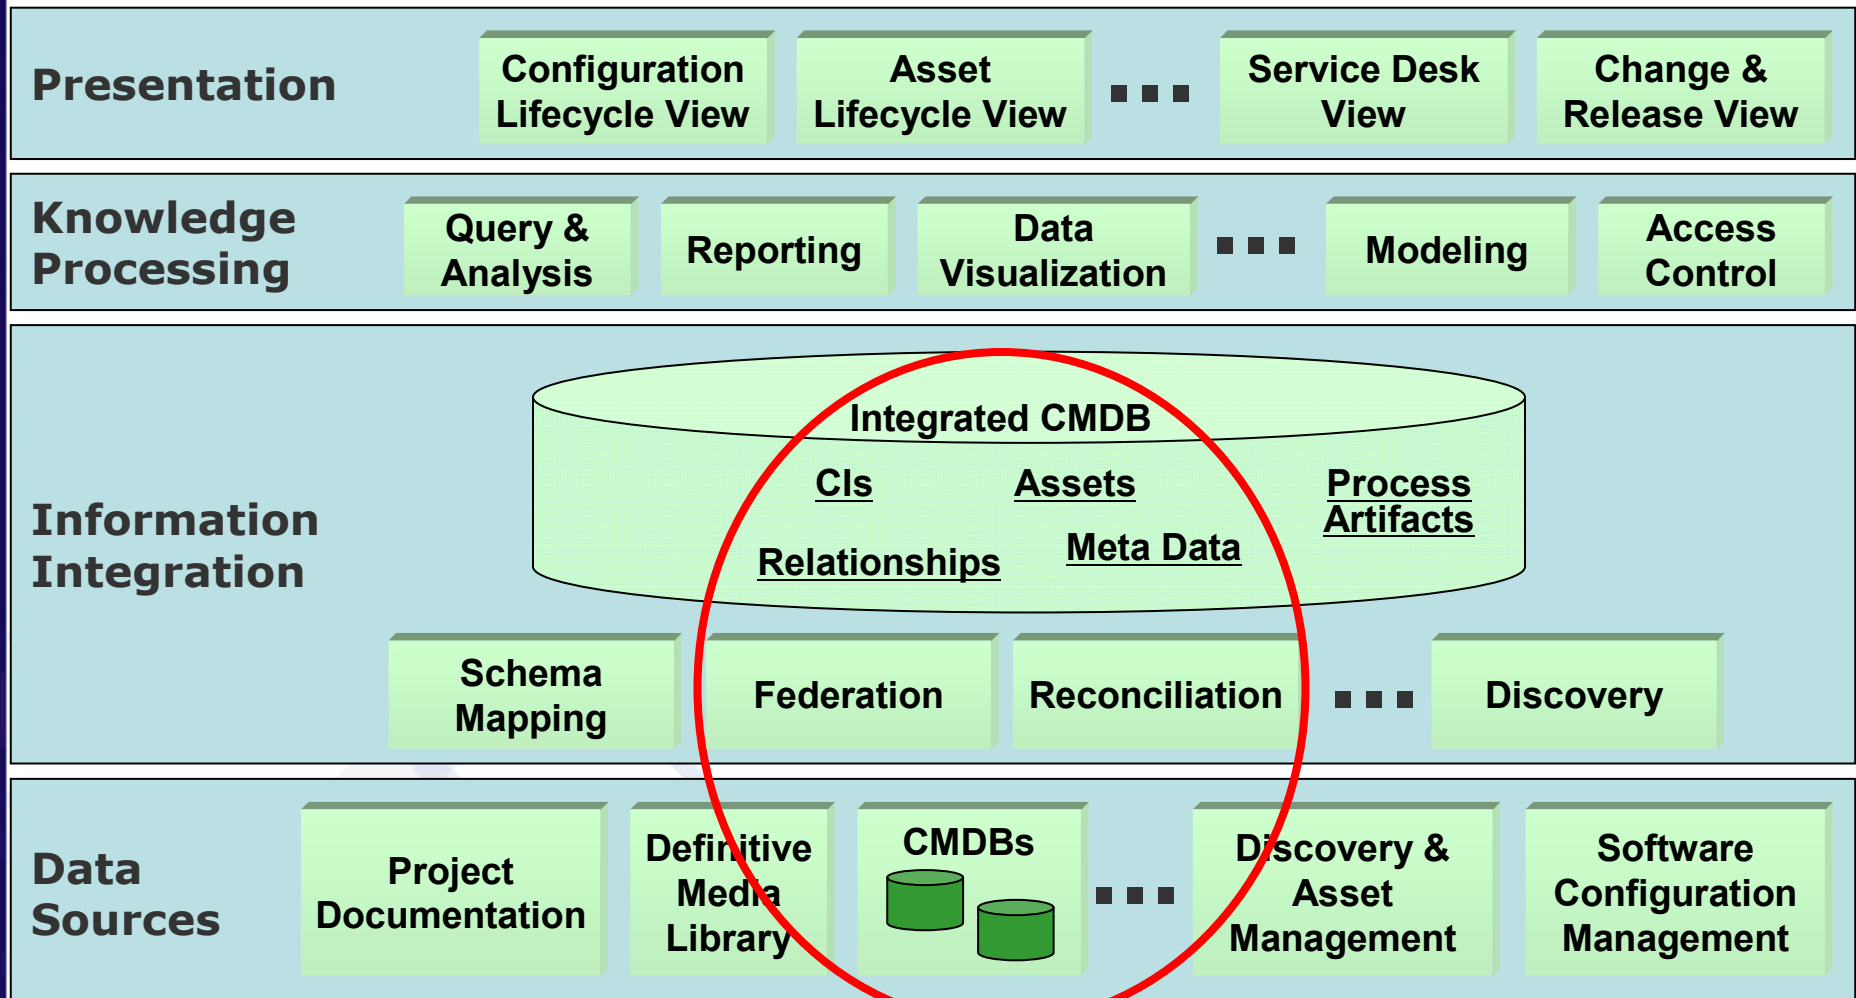 Presentation
Configuration
Lifecycle View
Asset
Lifecycle View
Service Desk
View
Change &
Release View
Knowledge
Processing
Query &
Analysis
Reporting
Data
Visualization
Modeling
Access
Control
Information
Integration
Integrated CMDB
CIs
Assets
Process
Artifacts
Relationships
Meta Data
Schema
Mapping
Federation
Reconciliation
Discovery
Data
Sources
Project
Documentation
Definitive
Media
Library
CMDBs
Discovery &
Asset
Management
Software
Configuration
Management